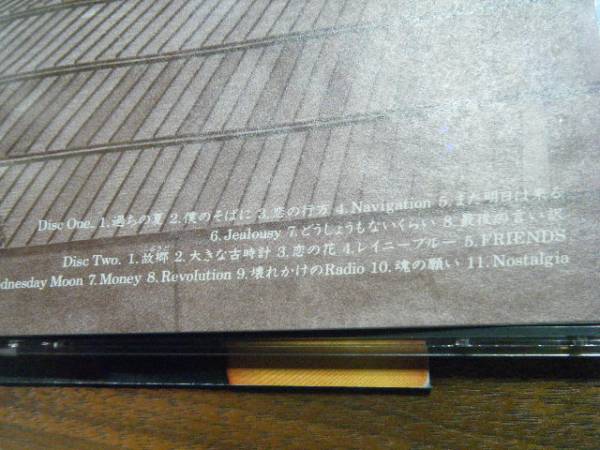 Disc One. 1.過ちの夏 2.僕のそばに 3.恋の行方 4.Navigation 5.また明日は来る
6.Jealousy 7.どうしょうもないくらい 8.最後の言い訳
Disc Two. 1.故郷 2.大きな古時計 3.恋の花 4.レイニーブルー 5.FRIENDS
dnesday Moon 7.Money 8.Revolution 9.壊れかけのRadio 10.魂の願い 11.Nostalgia